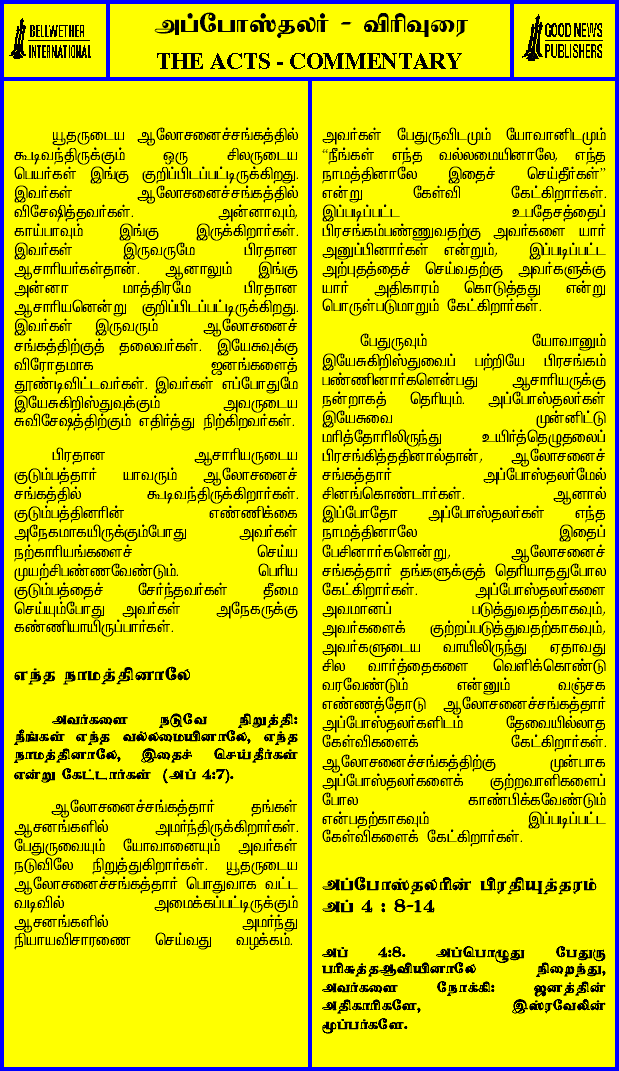 BELLWETHER
INTERNATIONAL
அப்போஸ்தலர் - விரிவுரை
THE ACTS - COMMENTARY
GOOD NEWS
PUBLISHERS
யூதருடைய ஆலோசனைச்சங்கத்தில்
கூடிவந்திருக்கும் ஒரு சிலருடைய
பெயர்கள் இங்கு குறிப்பிடப்பட்டிருக்கிறது.
இவர்கள் ஆலோசனைச்சங்கத்தில்
விசேஷித்தவர்கள். அன்னாவும்,
காய்பாவும் இங்கு இருக்கிறார்கள்.
இவர்கள் இருவருமே பிரதான
ஆசாரியர்கள்தான். ஆனாலும் இங்கு
அன்னா மாத்திரமே பிரதான
ஆசாரியனென்று குறிப்பிடப்பட்டிருக்கிறது.
இவர்கள் இருவரும் ஆலோசனைச்
சங்கத்திற்குத் தலைவர்கள். இயேசுவுக்கு
விரோதமாக ஜனங்களைத்
தூண்டிவிட்டவர்கள். இவர்கள் எப்போதுமே
இயேசுகிறிஸ்துவுக்கும் அவருடைய
சுவிசேஷத்திற்கும் எதிர்த்து நிற்கிறவர்கள்.
பிரதான ஆசாரியருடைய
குடும்பத்தார் யாவரும் ஆலோசனைச்
சங்கத்தில் கூடிவந்திருக்கிறார்கள்.
குடும்பத்தினரின் எண்ணிக்கை
அநேகமாகயிருக்கும்போது அவர்கள்
நற்காரியங்களைச் செய்ய
முயற்சிபண்ணவேண்டும். பெரிய
குடும்பத்தைச் சேர்ந்தவர்கள் தீமை
செய்யும்போது அவர்கள் அநேகருக்கு
கண்ணியாயிருப்பார்கள்.
எந்த நாமத்தினாலே
அவர்களை நடுவே நிறுத்தி:
நீங்கள் எந்த வல்லமையினாலே, எந்த
நாமத்தினாலே, இதைச் செய்தீர்கள்
என்று கேட்டார்கள் (அப் 4:7).
ஆலோசனைச்சங்கத்தார் தங்கள்
ஆசனங்களில் அமர்ந்திருக்கிறார்கள்.
பேதுருவையும் யோவானையும் அவர்கள்
நடுவிலே நிறுத்துகிறார்கள். யூதருடைய
ஆலோசனைச்சங்கத்தார் பொதுவாக வட்ட
வடிவில் அமைக்கப்பட்டிருக்கும்
ஆசனங்களில் அமர்ந்து
நியாயவிசாரணை செய்வது வழக்கம்.
அவர்கள் பேதுருவிடமும் யோவானிடமும்
“நீங்கள் எந்த வல்லமையினாலே, எந்த
நாமத்தினாலே இதைச் செய்தீர்கள்”
என்று கேள்வி கேட்கிறார்கள்.
இப்படிப்பட்ட உபதேசத்தைப்
பிரசங்கம்பண்ணுவதற்கு அவர்களை யார்
அனுப்பினார்கள் என்றும், இப்படிப்பட்ட
அற்புதத்தைச் செய்வதற்கு அவர்களுக்கு
யார் அதிகாரம் கொடுத்தது என்று
பொருள்படுமாறும் கேட்கிறார்கள்.
பேதுருவும் யோவானும்
இயேசுகிறிஸ்துவைப் பற்றியே பிரசங்கம்
பண்ணினார்களென்பது ஆசாரியருக்கு
நன்றாகத் தெரியும். அப்போஸ்தலர்கள்
இயேசுவை முன்னிட்டு
மரித்தோரிலிருந்து உயிர்த்தெழுதலைப்
பிரசங்கித்ததினால்தான், ஆலோசனைச்
சங்கத்தார் அப்போஸ்தலர்மேல்
சினங்கொண்டார்கள். ஆனால்
இப்போதோ அப்போஸ்தலர்கள் எந்த
நாமத்தினாலே இதைப்
பேசினார்களென்று, ஆலோசனைச்
சங்கத்தார் தங்களுக்குத் தெரியாததுபோல
கேட்கிறார்கள். அப்போஸ்தலர்களை
அவமானப் படுத்துவதற்காகவும்,
அவர்களைக் குற்றப்படுத்துவதற்காகவும்,
அவர்களுடைய வாயிலிருந்து ஏதாவது
சில வார்த்தைகளை வெளிக்கொண்டு
வரவேண்டும் என்னும் வஞ்சக
எண்ணத்தோடு ஆலோசனைச்சங்கத்தார்
அப்போஸ்தலர்களிடம் தேவையில்லாத
கேள்விகளைக் கேட்கிறார்கள்.
ஆலோசனைச்சங்கத்திற்கு முன்பாக
அப்போஸ்தலர்களைக் குற்றவாளிகளைப்
போல காண்பிக்கவேண்டும்
என்பதற்காகவும் இப்படிப்பட்ட
கேள்விகளைக் கேட்கிறார்கள்.
அப்போஸ்தலரின் பிரதியுத்தரம்
அப் 4 : 8-14
அப் 4:8. அப்பொழுது பேதுரு
பரிசுத்தஆவியினாலே நிறைந்து,
அவர்களை நோக்கி: ஜனத்தின்
அதிகாரிகளே, இஸ்ரவேலின்
மூப்பர்களே.